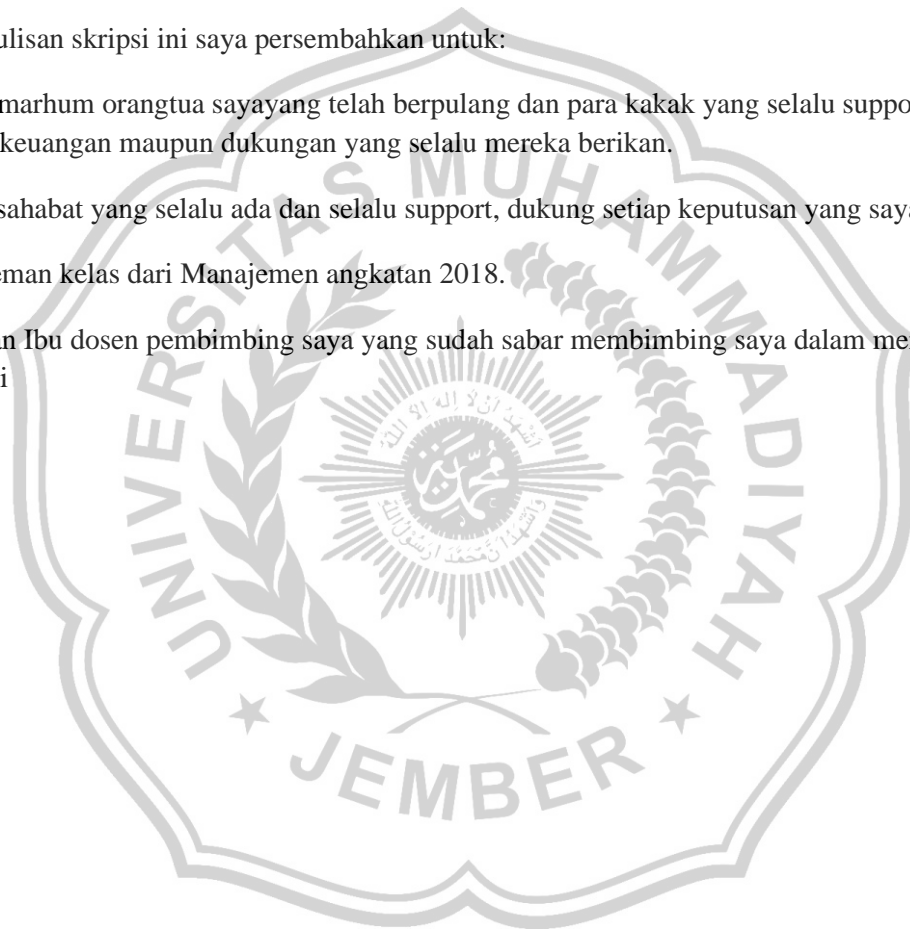 ulisan skripsi ini saya persembahkan untuk:
marhum orangtua sayayang telah berpulang dan para kakak yang selalu suppo
keuangan maupun dukungan yang selalu mereka berikan.
sahabat yang selalu ada dan selalu support, dukung setiap keputusan yang saya
eman kelas dari Manajemen angkatan 2018.
n Ibu dosen pembimbing saya yang sudah sabar membimbing saya dalam me
i
UNIVERSITAS MUHAMMADIYAH
JEMBER